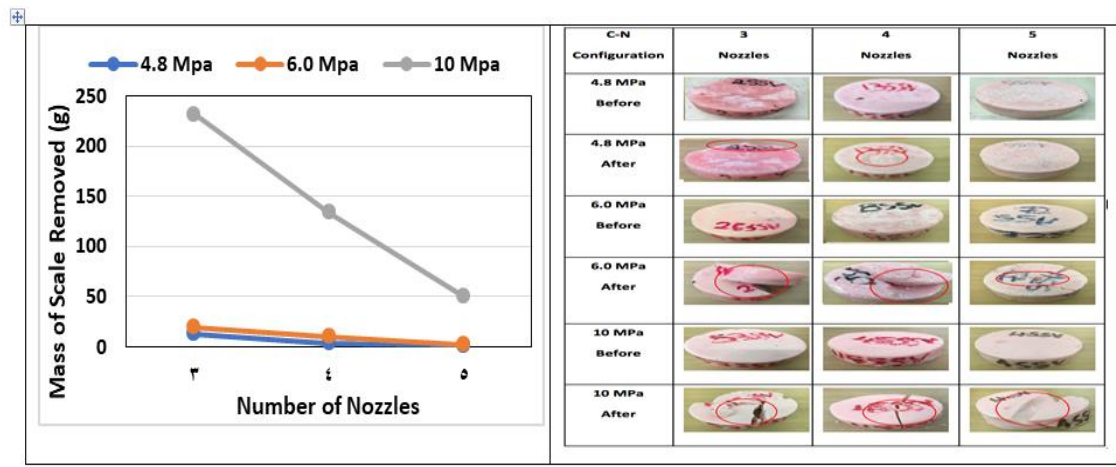 4.8 Mpa 6.0 Mpa 10 Mpa
Mass of Scale Removed (g)
250
200
150
100
50
0
٣ ٤ ٥
Number of Nozzles
C-N Configuration 3 Nozzles 4 Nozzles 5 Nozzles
4.8 MPa Before
4.8 MPa After
6.0 MPa Before
6.0 MPa After
10 MPa Before
10 MPa After